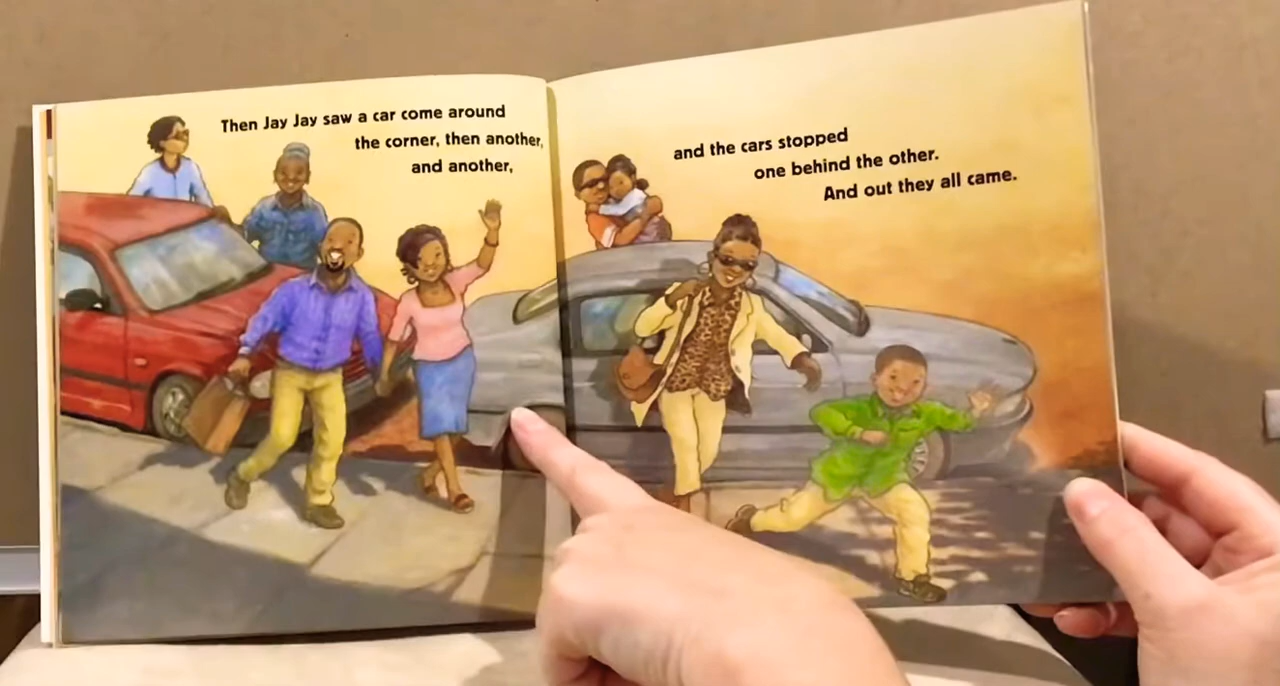 Then Jay Jay saw a car come around
the corner, then another,
and another,
and the cars stopped
one behind the other.
And out they all came.